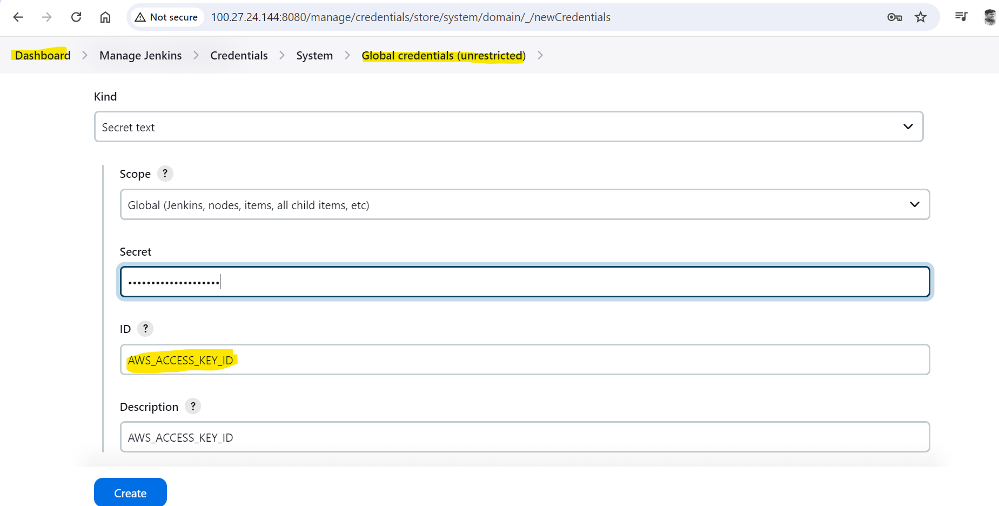 Not secure 100.27.24.144:8080/manage/credentials/store/system/domain/_/newCredentials
Dashboard > Manage Jenkins > Credentials > System > Global credentials (unrestricted) >
Kind
Secret text
Scope ?
Global (Jenkins, nodes, items, all child items, etc)
Secret
••••••••••••••••••••
ID ?
AWS_ACCESS_KEY_ID
Description ?
AWS_ACCESS_KEY_ID
Create